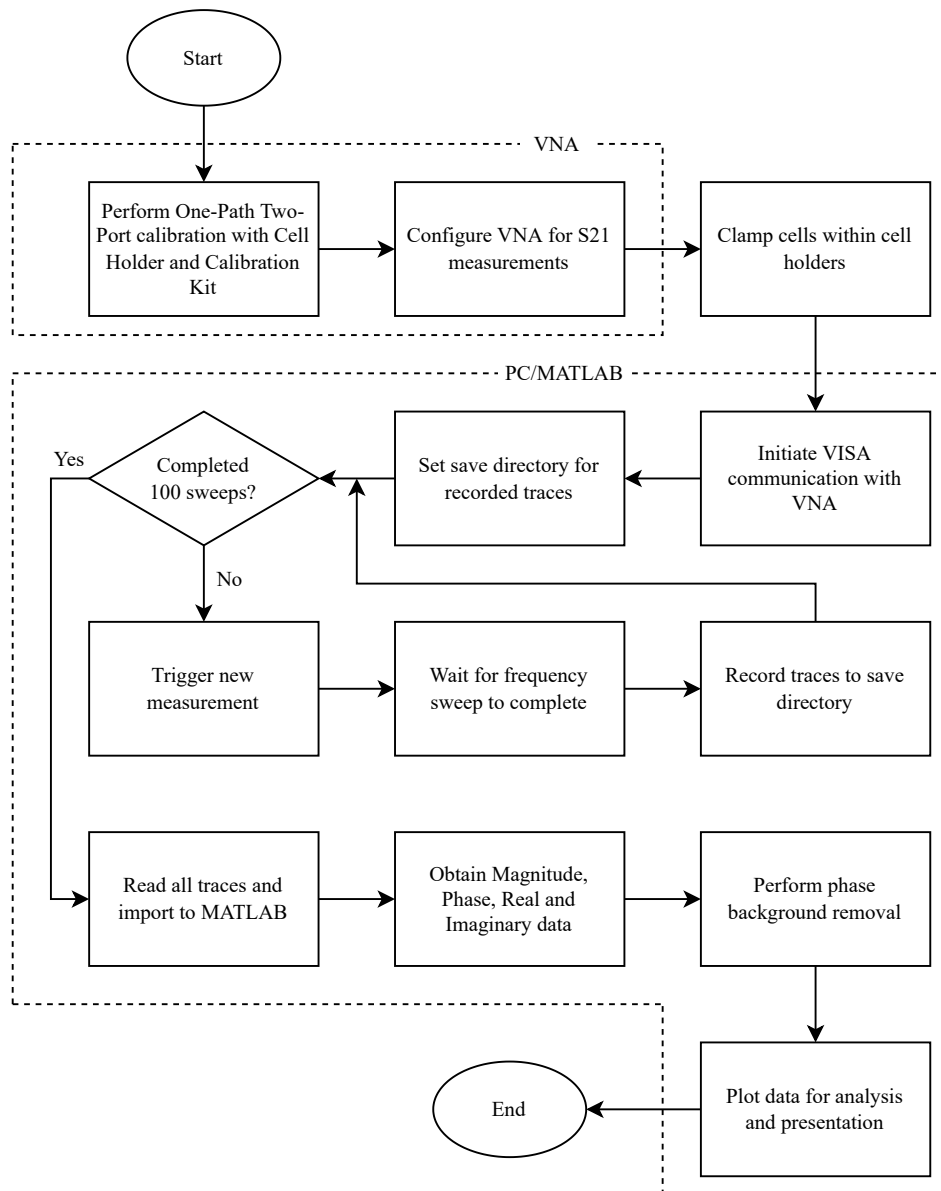 Start
VNA
Perform One-Path Two-
Port calibration with Cell
Holder and Calibration
Kit
Configure VNA for S21
measurements
Clamp cells within cell
holders
PC/MATLAB
Initiate VISA
communication with
VNA
Set save directory for
recorded traces
Completed
100 sweeps?
Yes
No
Trigger new
measurement
Wait for frequency
sweep to complete
Record traces to save
directory
Read all traces and
import to MATLAB
Obtain Magnitude,
Phase, Real and
Imaginary data
Perform phase
background removal
Plot data for analysis
and presentation
End